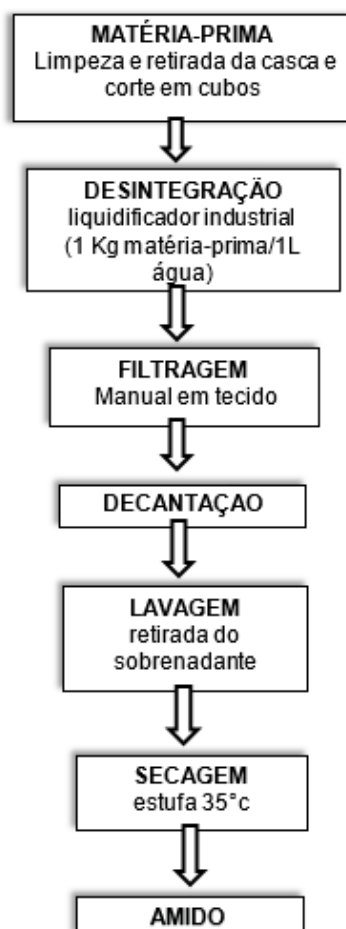 MATÉRIA-PRIMA
Limpeza e retirada da casca e
corte em cubos
DESINTEGRAÇÃO
liquidificador industrial
(1 Kg matéria-prima/1L
água)
FILTRAGEM
Manual em tecido
DECANTAÇAO
LAVAGEM
retirada do
sobrenadante
SECAGEM
estufa 35°c
AMIDO